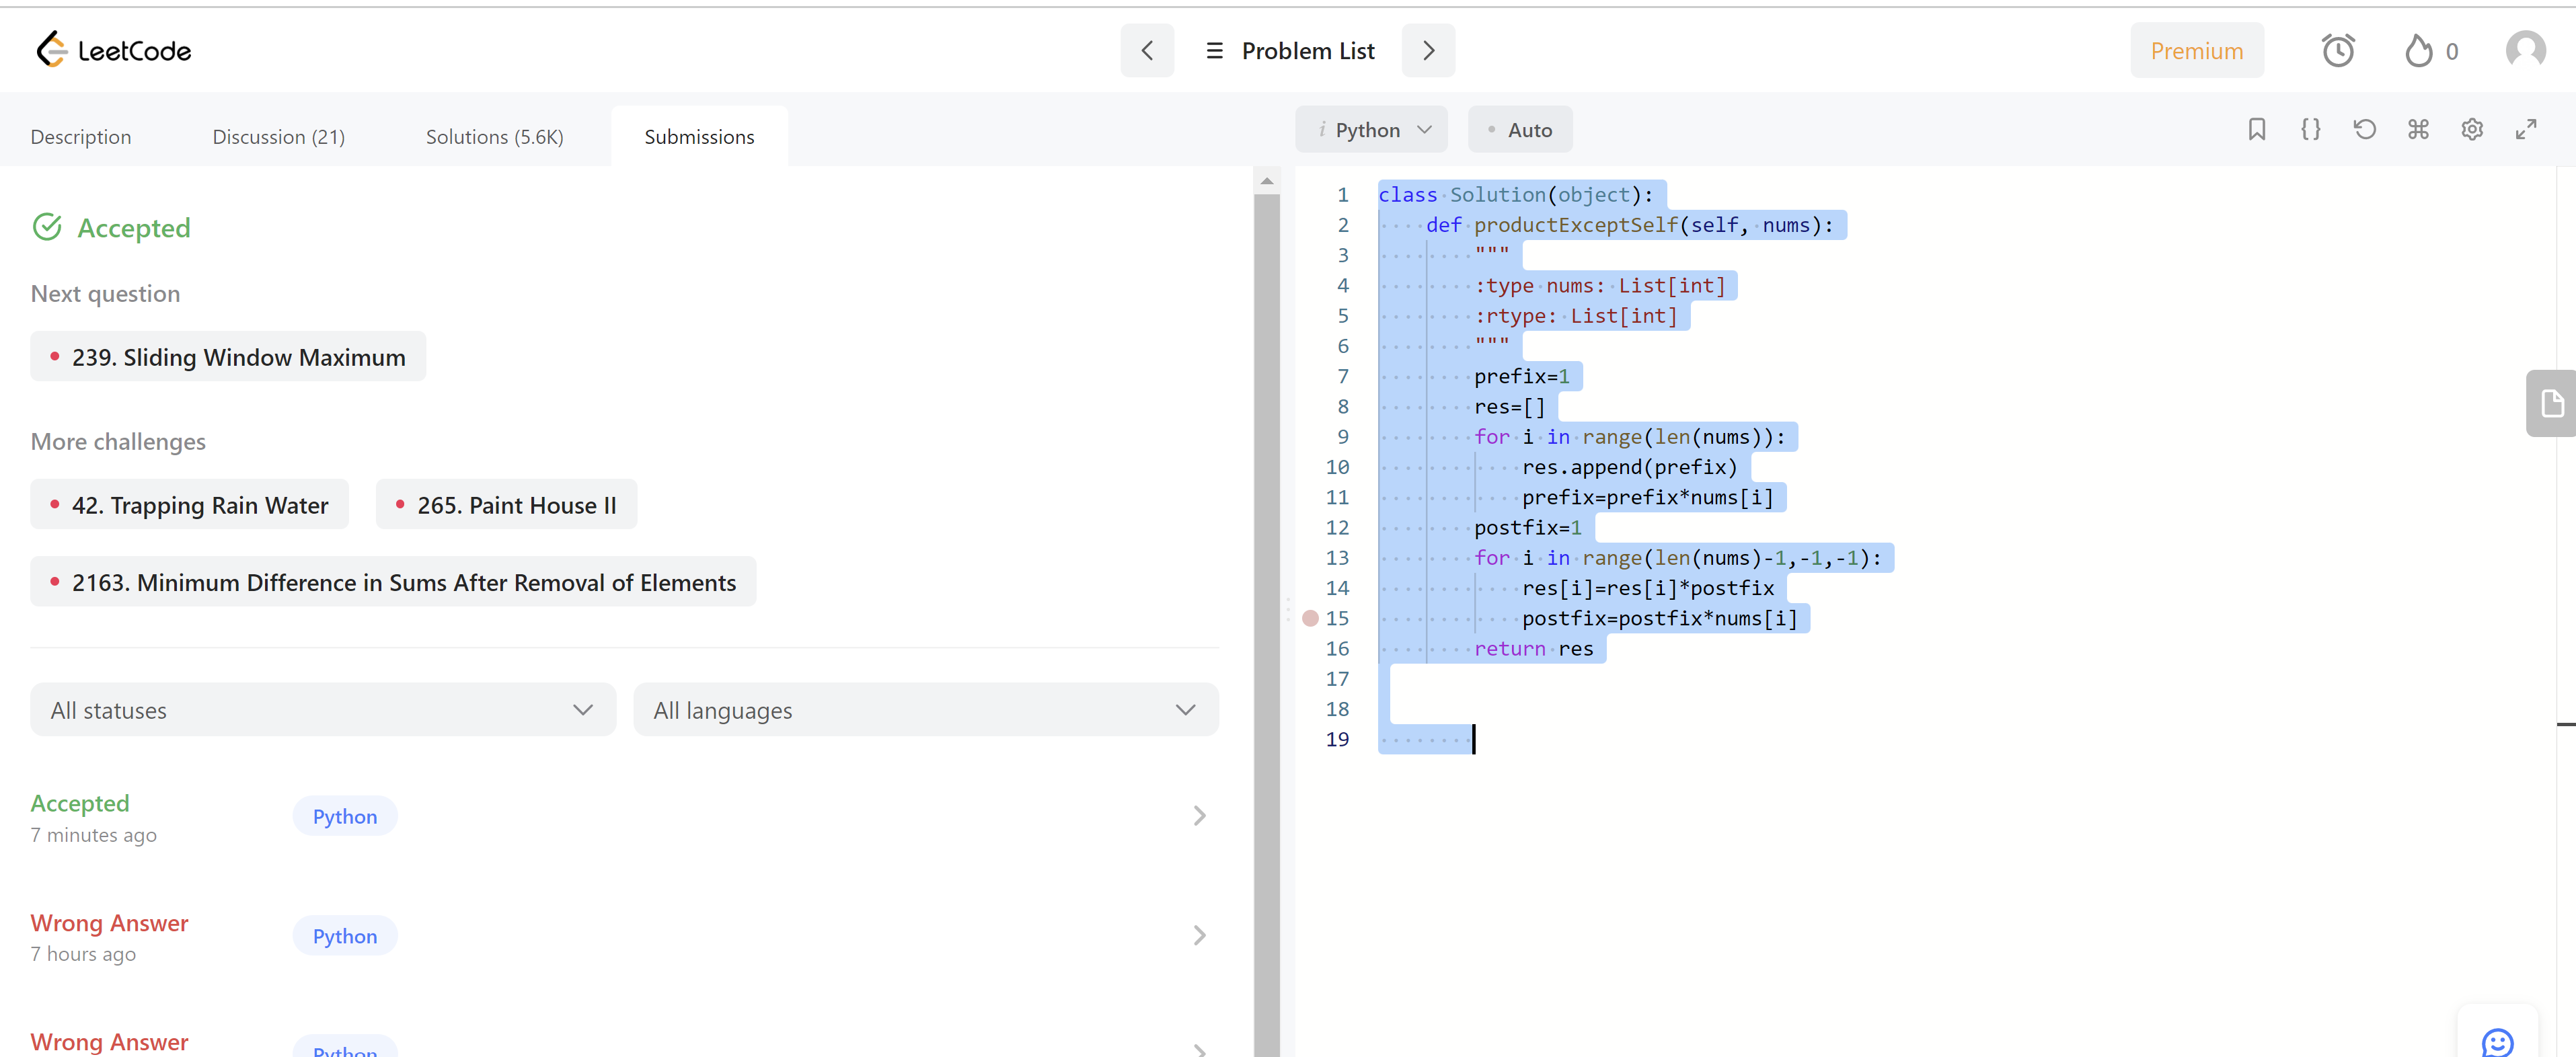 LeetCode
Problem List
Premium
0
Description
Discussion (21)
Solutions (5.6K)
Submissions
Accepted
Next question
239. Sliding Window Maximum
More challenges
42. Trapping Rain Water
265. Paint House II
2163. Minimum Difference in Sums After Removal of Elements
All statuses
All languages
Accepted
Python
7 minutes ago
Wrong Answer
Python
7 hours ago
Wrong Answer
Python
i Python
Auto
1 class Solution(object):
2     def productExceptSelf(self, nums):
3         """
4         :type nums: List[int]
5         :rtype: List[int]
6         """
7         prefix=1
8         res=[]
9         for i in range(len(nums)):
10             res.append(prefix)
11             prefix=prefix*nums[i]
12         postfix=1
13         for i in range(len(nums)-1,-1,-1):
14             res[i]=res[i]*postfix
15             postfix=postfix*nums[i]
16         return res
17
18
19